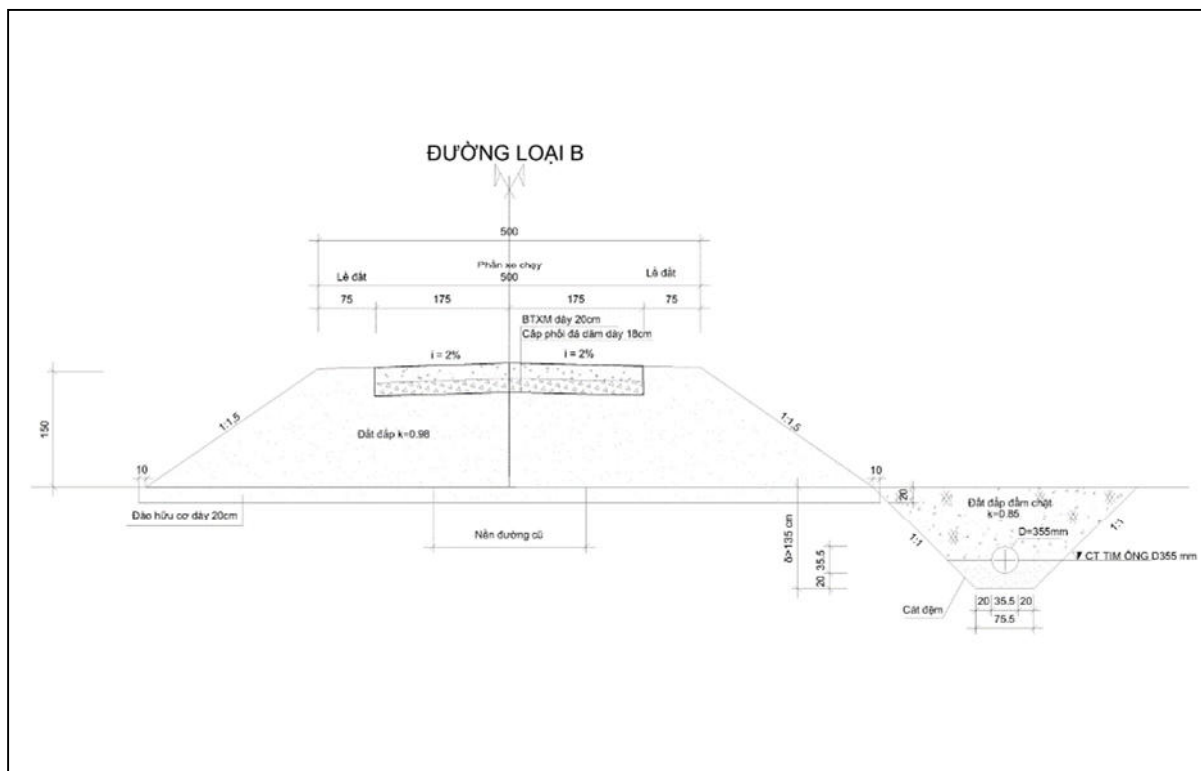 ĐƯỜNG LOẠI B
500
Phần xe chạy
Lề đất 500 Lề đất
75 175 175 75
BTXM dày 20cm
Cấp phối đá dăm dày 18cm
i = 2% i = 2%
150
1:1.5
1:1.5
Đất đắp k=0.98
10
10
20
Đào hữu cơ dày 20cm
Nền đường cũ
δ>135 cm
20 35.5
Đất đắp đầm chặt
k=0.85
D=355mm
1:1
1:1
CT TIM ỐNG D355 mm
Cát đệm
20 35.5 20
75.5